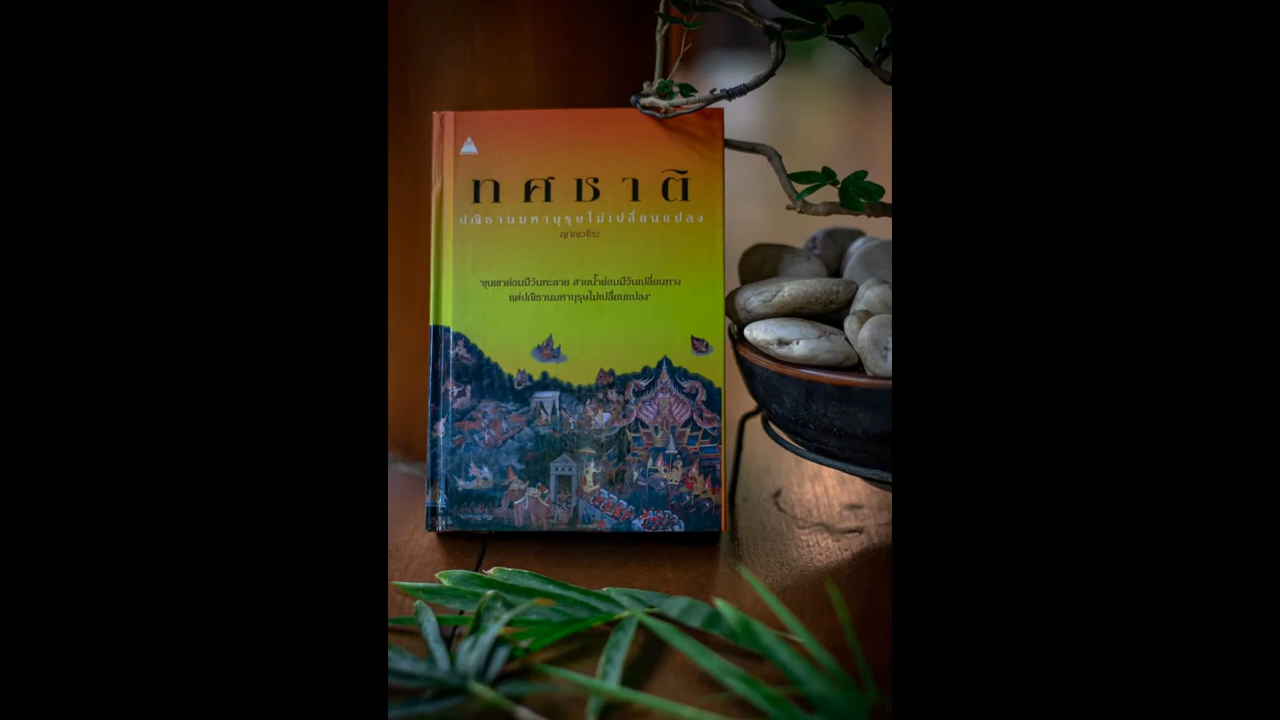 ทศชาติ
ปณิธานมหาบุรุษไม่เปลี่ยนแปลง
ญาณวชิระ
"ขุนเขาย่อมมีวันทะลาย สายน้ำย่อมมีวันเปลี่ยนทาง
แต่ปณิธานมหาบุรุษไม่เปลี่ยนแปลง"